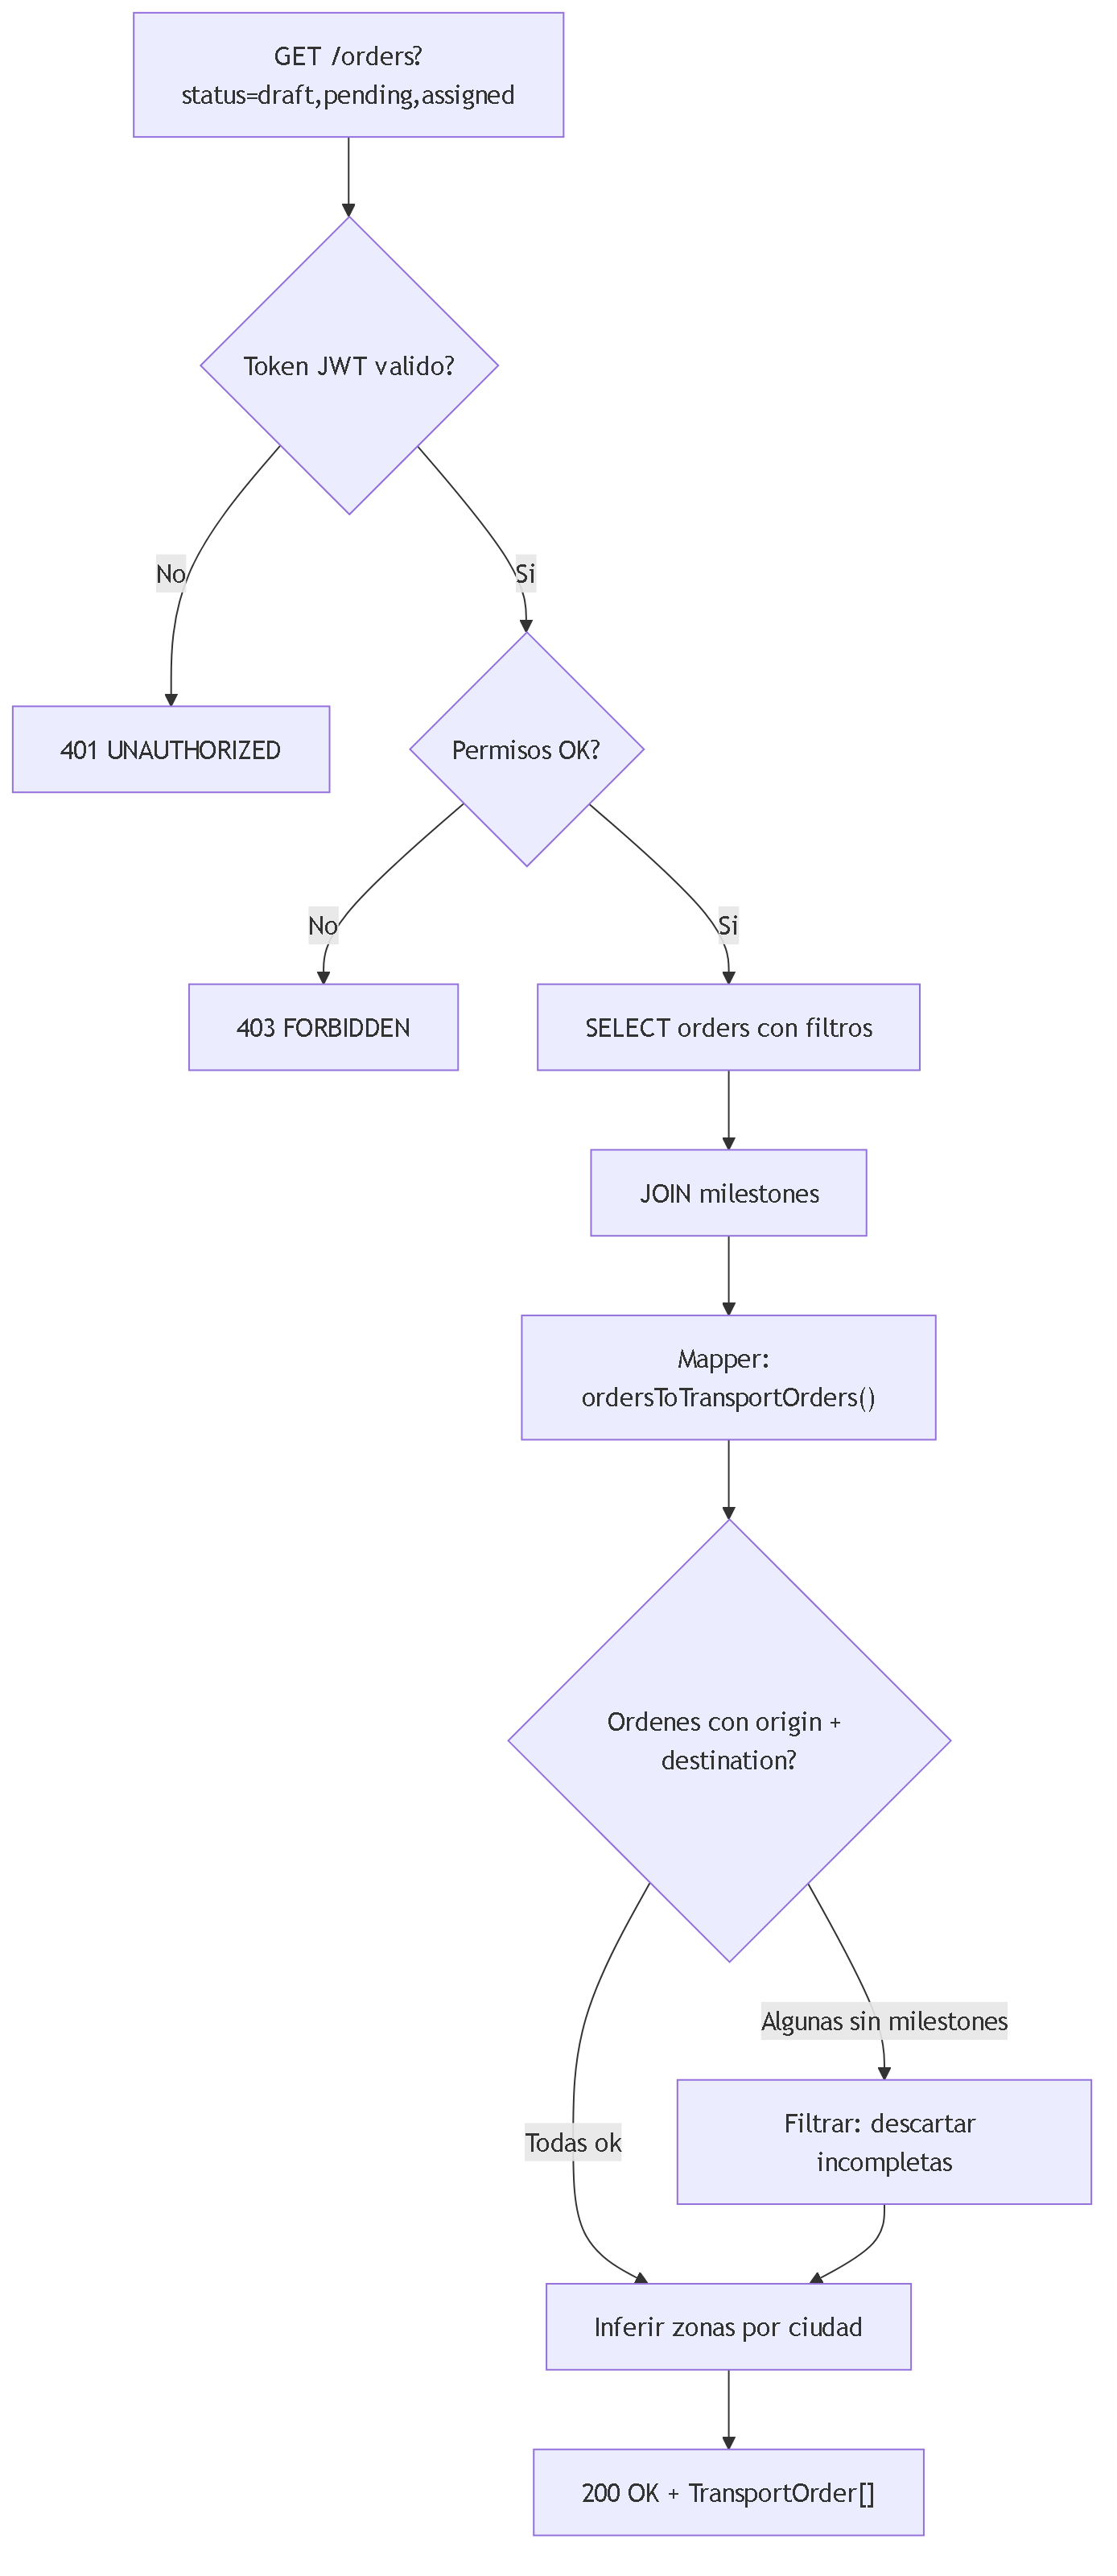 GET /orders?
status=draft,pending,assigned
Token JWT valido?
No
Si
401 UNAUTHORIZED
Permisos OK?
No
Si
403 FORBIDDEN
SELECT orders con filtros
JOIN milestones
Mapper:
ordersToTransportOrders()
Ordenes con origin +
destination?
Algunas sin milestones
Todas ok
Filtrar: descartar
incompletas
Inferir zonas por ciudad
200 OK + TransportOrder[]